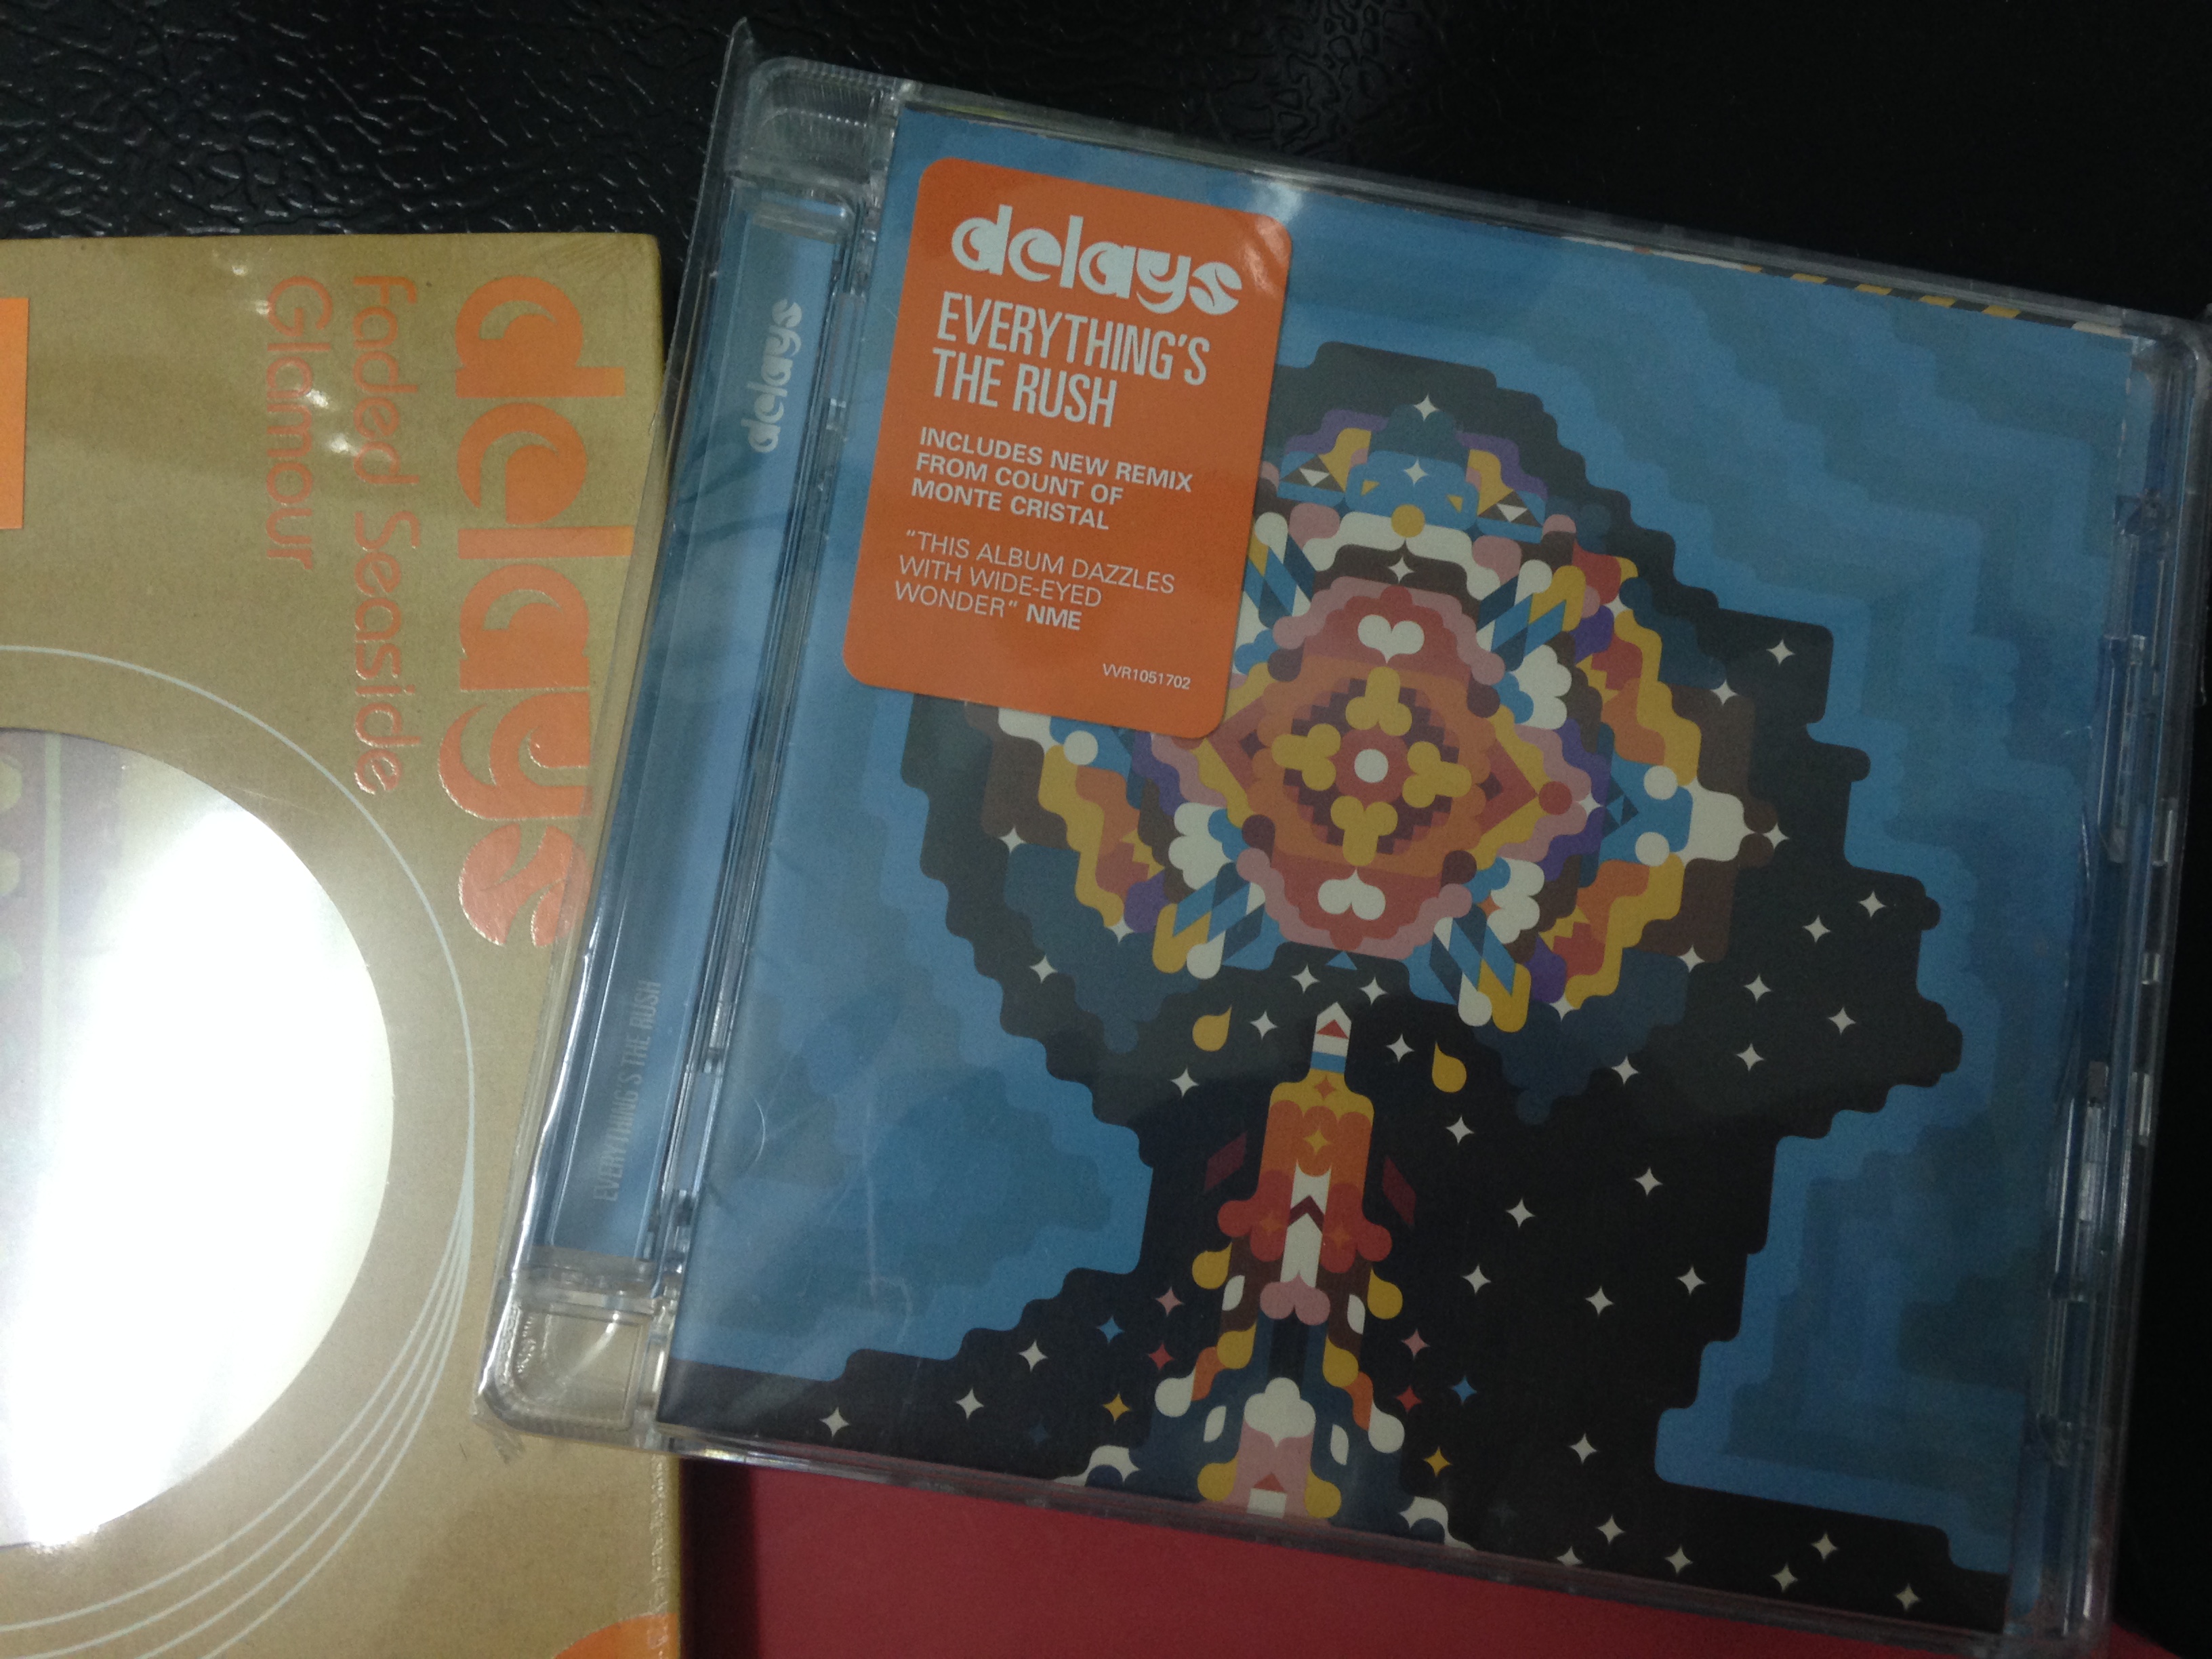 delays
Faded Seaside
Glamour
delays
EVERYTHING'S THE RUSH
delays
EVERYTHING'S
THE RUSH
INCLUDES NEW REMIX
FROM COUNT OF
MONTE CRISTAL
"THIS ALBUM DAZZLES
WITH WIDE-EYED
WONDER" NME
VVR1051702